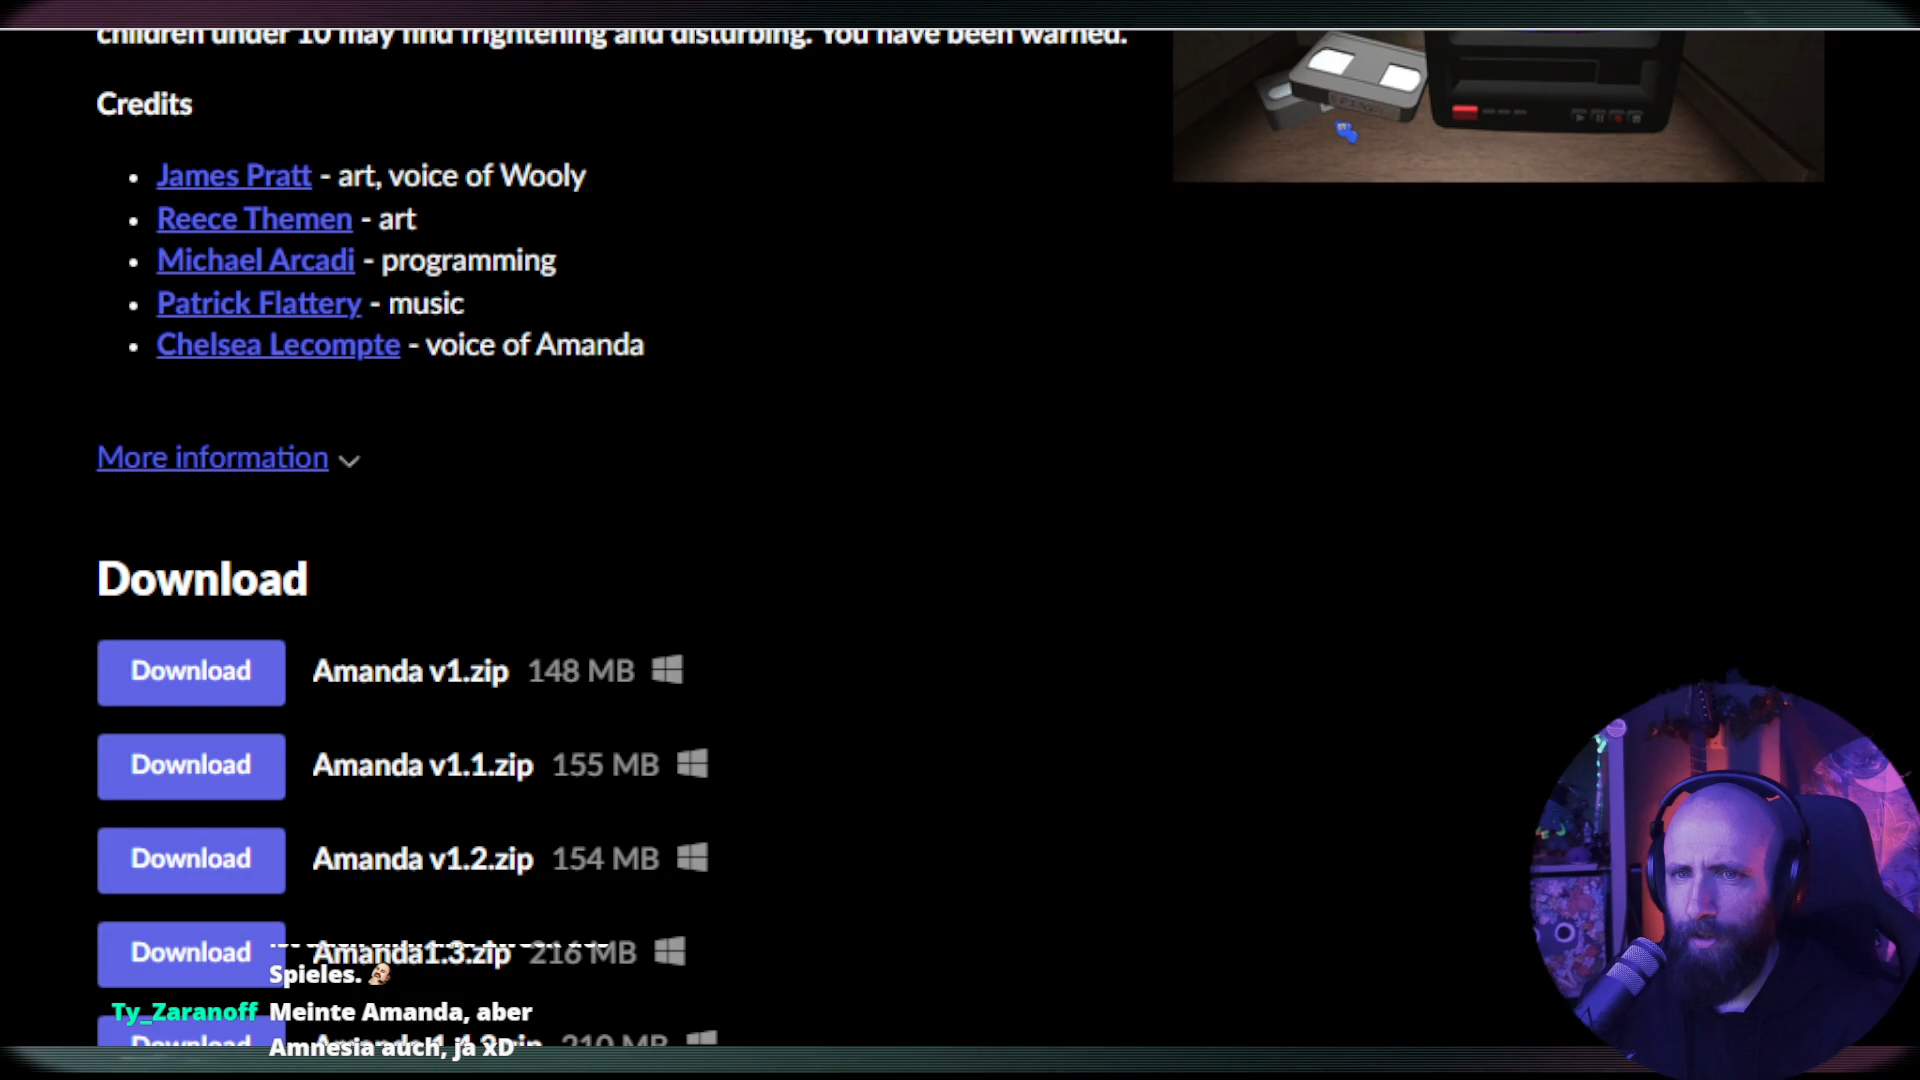 children under 10 may find frightening and disturbing. You have been warned.
Credits
James Pratt - art, voice of Wooly
Reece Themen - art
Michael Arcadi - programming
Patrick Flattery - music
Chelsea Lecompte - voice of Amanda
More information
Download
Download Amanda v1.zip 148 MB
Download Amanda v1.1.zip 155 MB
Download Amanda v1.2.zip 154 MB
Download Amanda1.3.zip 216 MB
Spieles.
Ty_Zaranoff Meinte Amanda, aber
Download 210 MB
Amnesia auch, ja xD